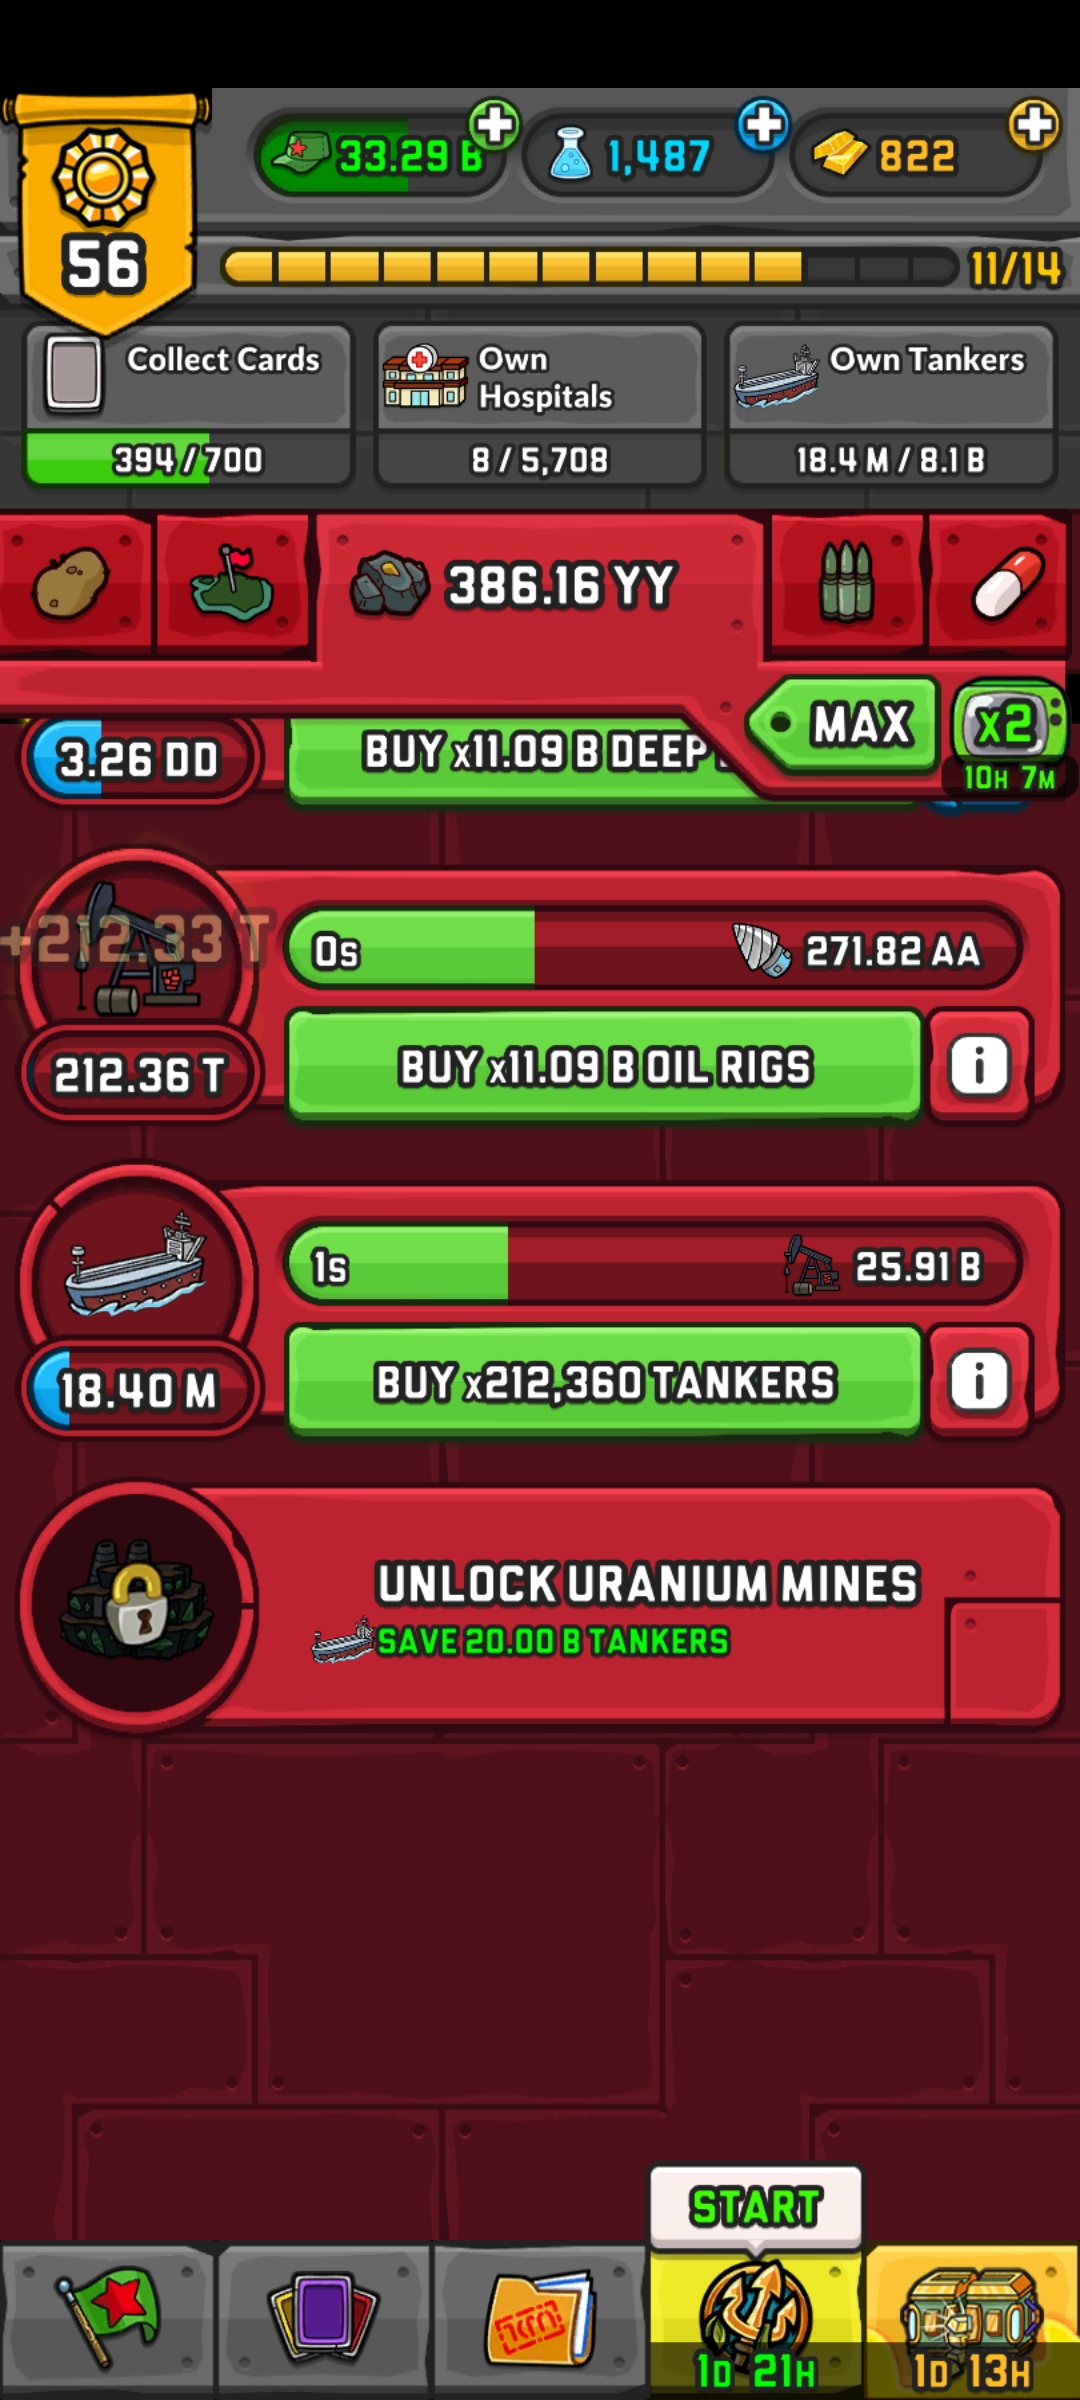 33.29 B
1,487
822
56
11/14
Collect Cards
394/700
Own
Hospitals
8/5,708
Own Tankers
18.4 M/8.1 B
386.16 YY
MAX
x2
10H 7M
3.26 DD
BUY x11.09 B DEEP
+212.33 T
0s
271.82 AA
212.36 T
BUY x11.09 B OIL RIGS
i
1s
25.91 B
18.40 M
BUY x212,360 TANKERS
i
UNLOCK URANIUM MINES
SAVE 20.00 B TANKERS
START
1D 21H
1D 13H